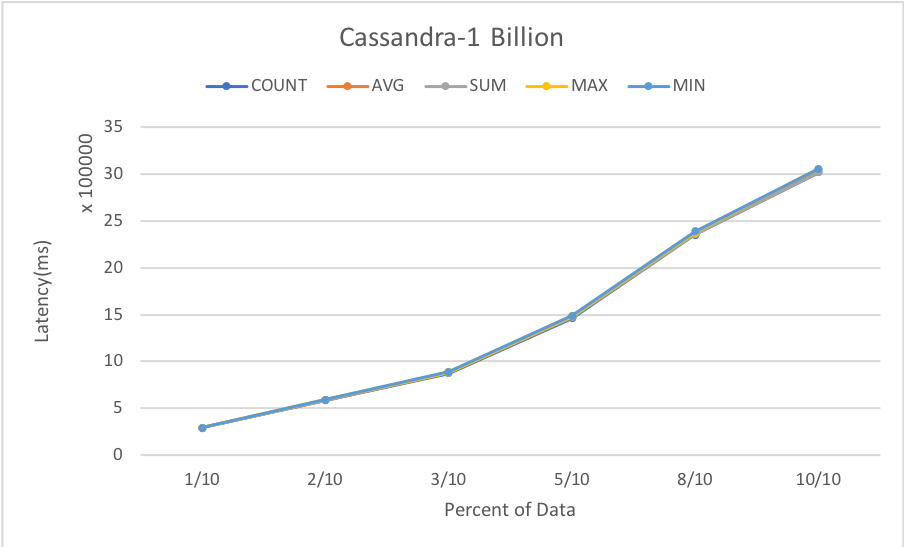 Cassandra-1 Billion
COUNT AVG SUM MAX MIN
x 100000
Latency(ms)
35
30
25
20
15
10
5
0
1/10 2/10 3/10 5/10 8/10 10/10
Percent of Data